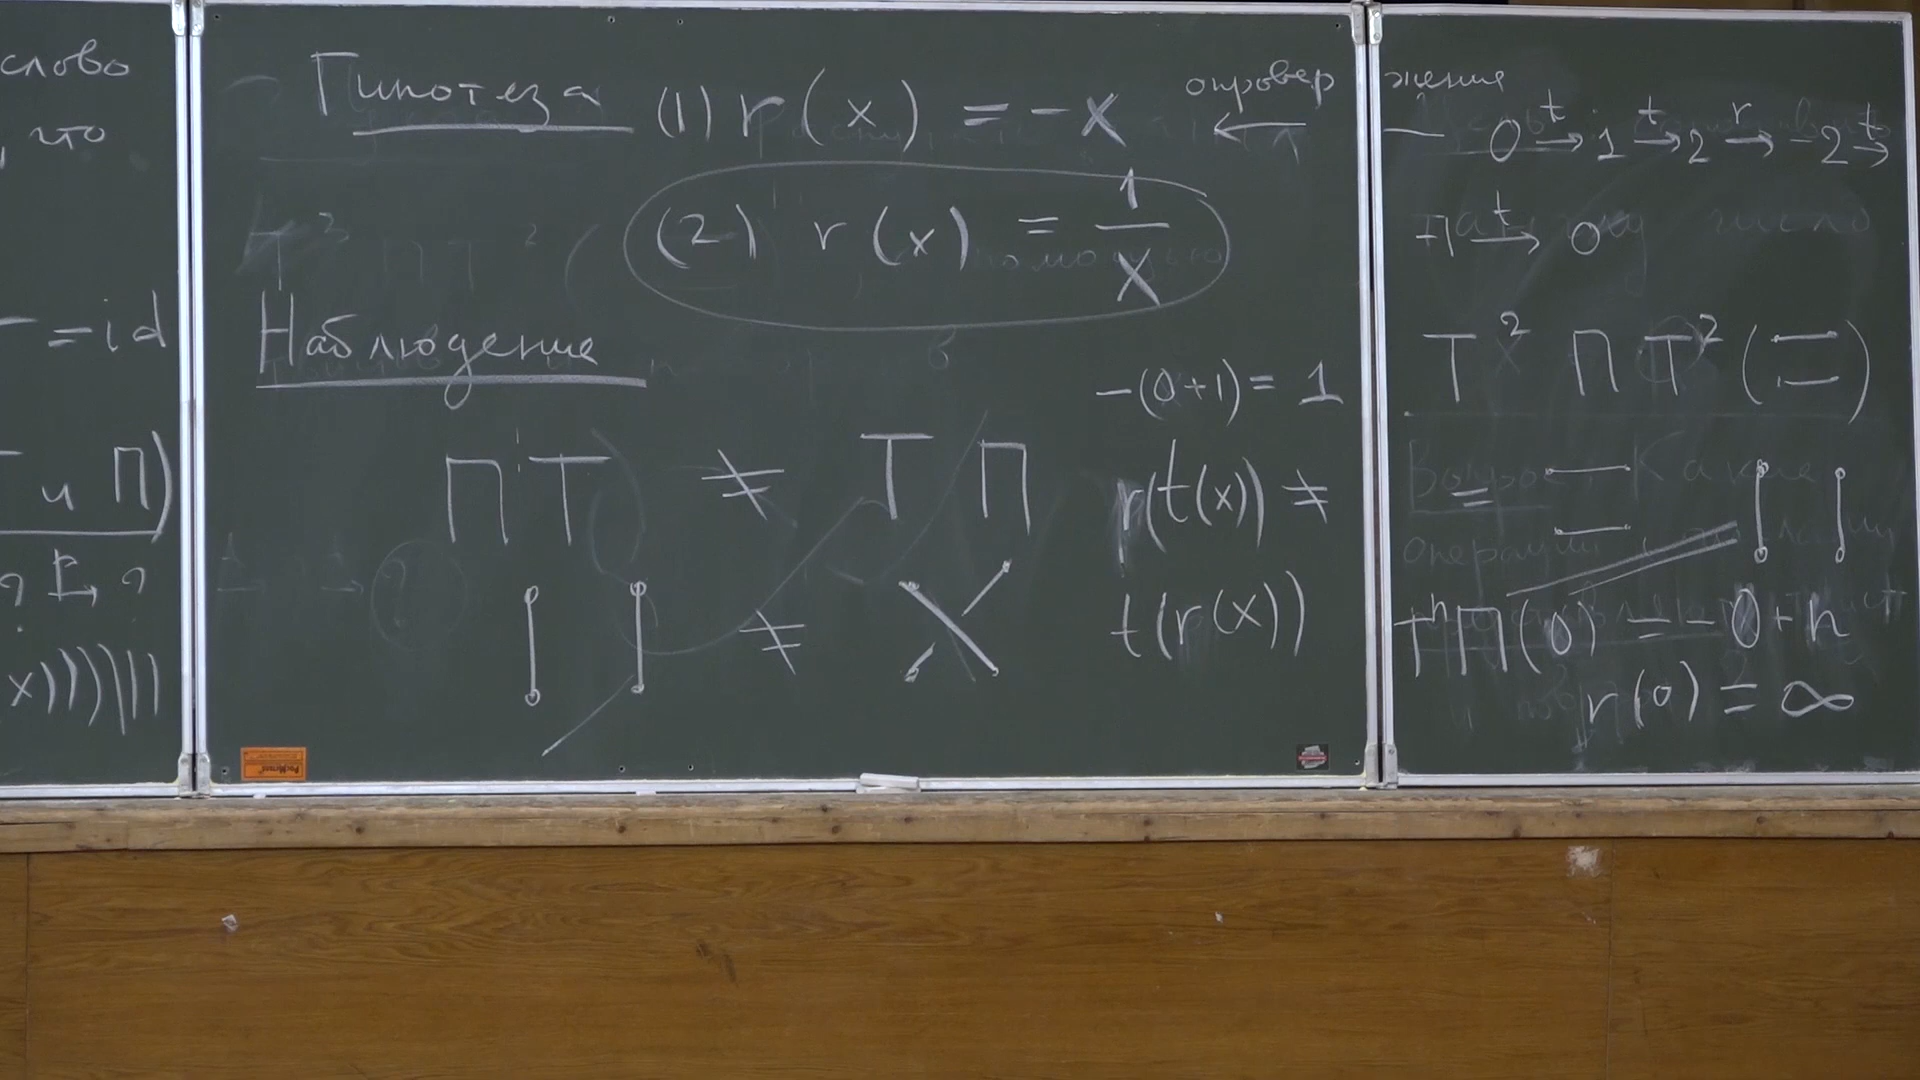 слово
, что
= id
и П)
x))))|||
Гипотеза (1) r(x) = -x
(2) r(x) = 1/x
Наблюдение
ПТ ≠ ТП
≠
-(0+1) = 1
r(t(x)) ≠
t(r(x))
опровер жение
0 t→ 1 t→ 2 r→ -2 t→
-1 t→ 0
T² П T² (
=
TⁿП(0) = -0+n
r(0) = ∞